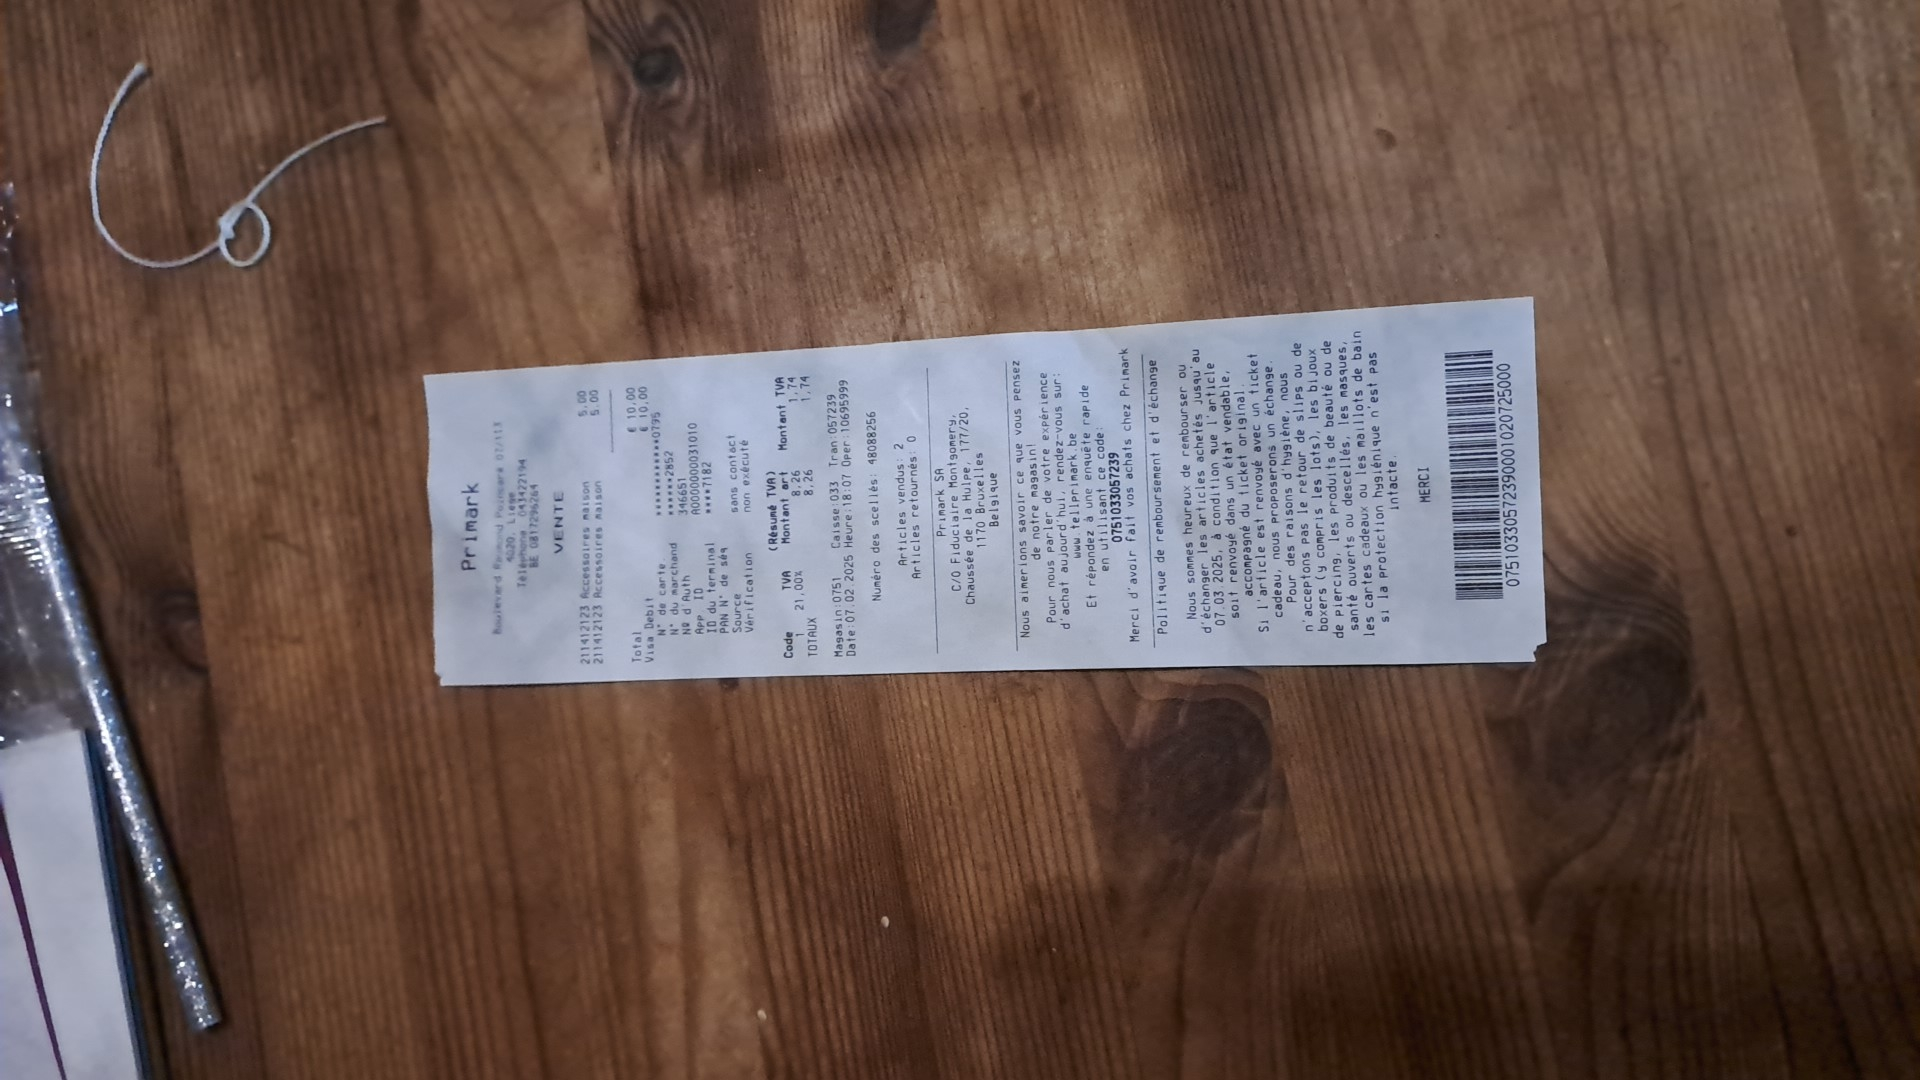 Primark
Boulevard Raymond Poincaré 07/113
4020, Liege
Téléphone 043422194
BE 0817296264
VENTE
211412123 Accessoires maison 5,00
211412123 Accessoires maison 5,00
Total € 10,00
Visa Debit € 10,00
N° de carte ************0795
N° du marchand ******2852
Nº d'Auth 346651
App ID A0000000031010
ID du terminal ****7182
PAN N° de séq
Source sans contact
Vérification non exécuté
(Résumé TVA)
Code TVA Montant art Montant TVA
1 21,00% 8,26 1,74
TOTAUX 8,26 1,74
Magasin:0751 Caisse:033 Tran:057239
Date:07.02.2025 Heure:18:07 Oper:10695999
Numéro des scellés: 48088256
Articles vendus: 2
Articles retournés: 0
Primark SA
C/O Fiduciaire Montgomery,
Chaussée de la Hulpe, 177/20,
1170 Bruxelles
Belgique
Nous aimerions savoir ce que vous pensez
de notre magasin!
Pour nous parler de votre expérience
d'achat aujourd'hui, rendez-vous sur:
www.tellprimark.be
Et répondez à une enquête rapide
en utilisant ce code:
0751033057239
Merci d'avoir fait vos achats chez Primark
Politique de remboursement et d'échange
Nous sommes heureux de rembourser ou
d'échanger les articles achetés jusqu'au
07.03.2025, à condition que l'article
soit renvoyé dans un état vendable,
accompagné du ticket original.
Si l'article est renvoyé avec un ticket
cadeau, nous proposerons un échange.
Pour des raisons d'hygiène, nous
n'acceptons pas le retour de slips ou de
boxers (y compris les lots), les bijoux
de piercing, les produits de beauté ou de
santé ouverts ou descellés, les masques,
les cartes cadeaux ou les maillots de bain
si la protection hygiénique n'est pas
intacte.
MERCI
0751033057239000102072​5000